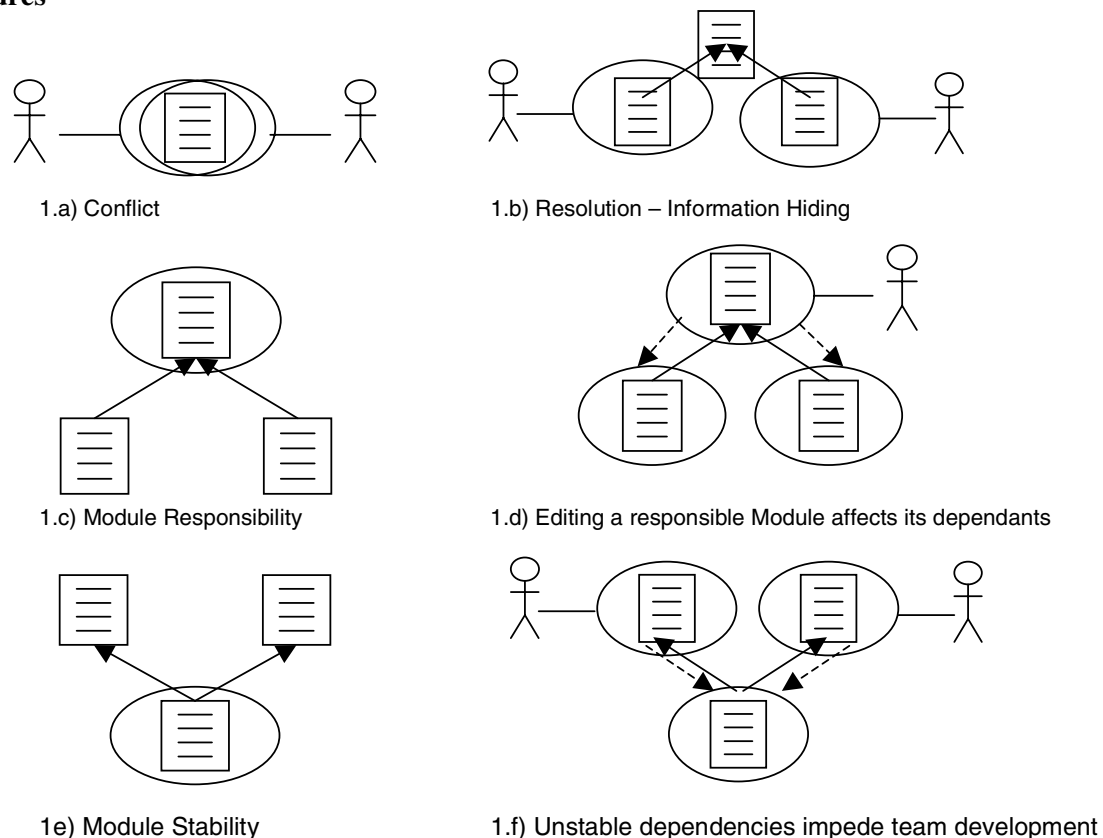 ures
1.a) Conflict
1.b) Resolution – Information Hiding
1.c) Module Responsibility
1.d) Editing a responsible Module affects its dependants
1e) Module Stability
1.f) Unstable dependencies impede team development